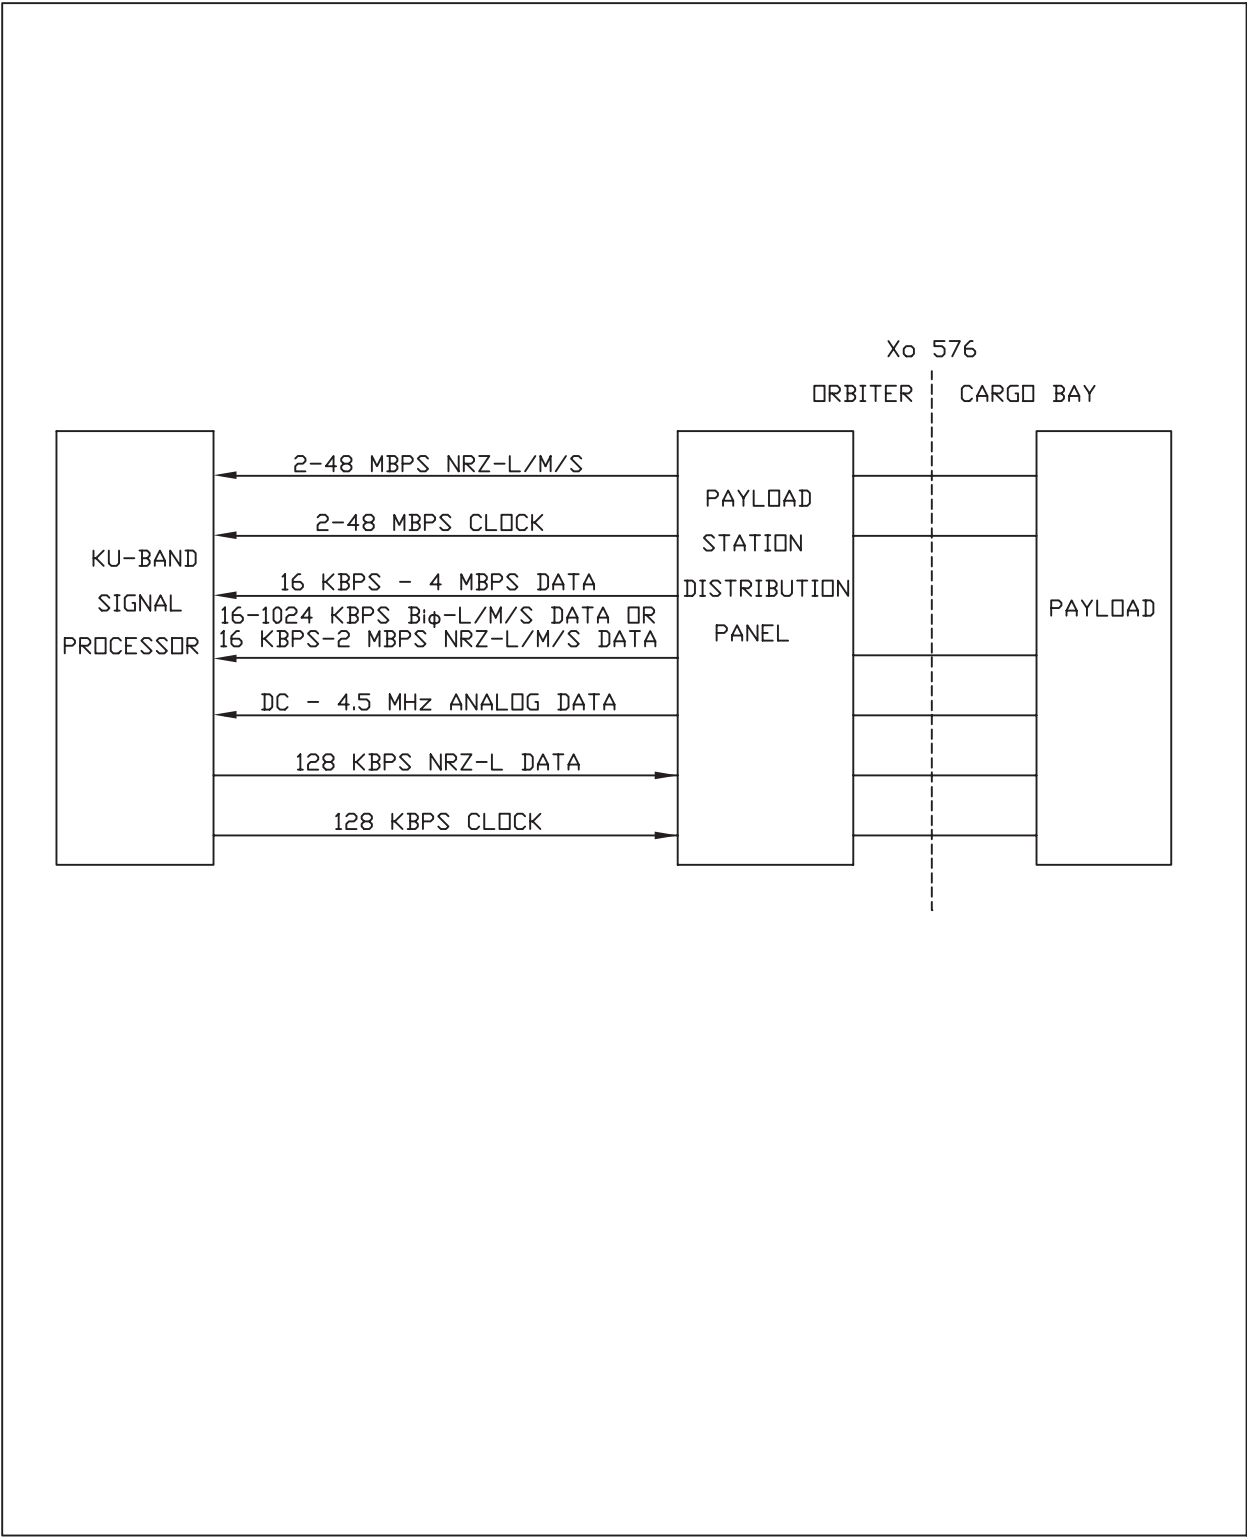 Xo 576
ORBITER
CARGO BAY
2-48 MBPS NRZ-L/M/S
2-48 MBPS CLOCK
16 KBPS - 4 MBPS DATA
16-1024 KBPS Biφ-L/M/S DATA OR
16 KBPS-2 MBPS NRZ-L/M/S DATA
DC - 4.5 MHz ANALOG DATA
128 KBPS NRZ-L DATA
128 KBPS CLOCK
KU-BAND
SIGNAL
PROCESSOR
PAYLOAD
STATION
DISTRIBUTION
PANEL
PAYLOAD